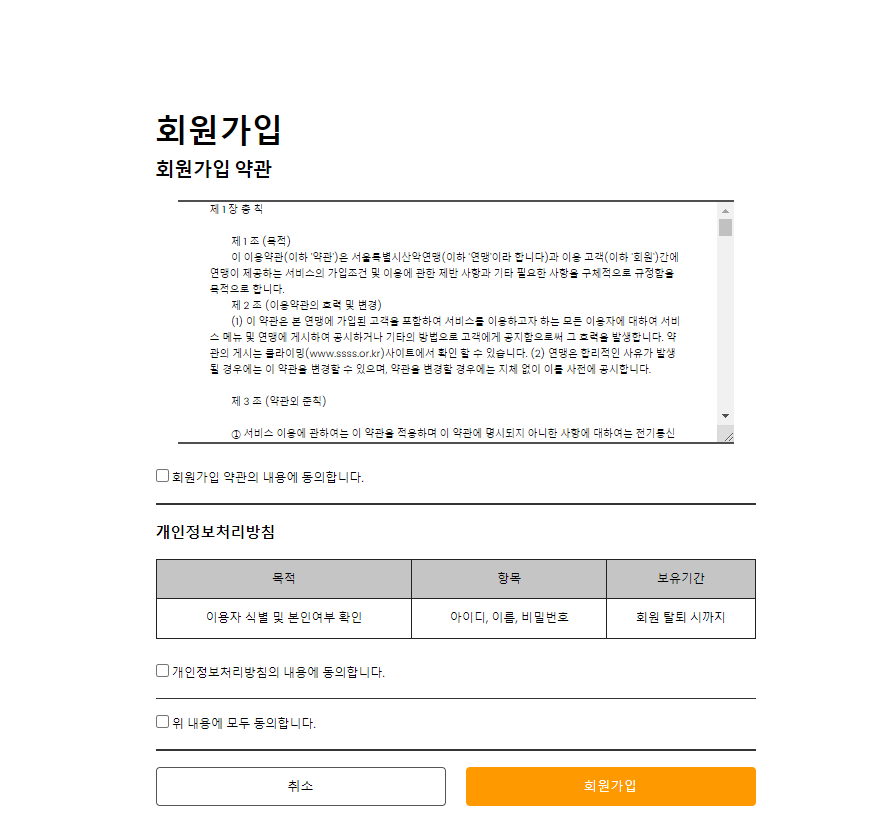 회원가입
회원가입 약관
제 1 장 총 칙
제 1 조 (목적)
이 이용약관(이하 '약관')은 서울특별시산악연맹(이하 '연맹'이라 합니다)과 이용 고객(이하 '회원')간에
연맹이 제공하는 서비스의 가입조건 및 이용에 관한 제반 사항과 기타 필요한 사항을 구체적으로 규정함을
목적으로 합니다.
제 2 조 (이용약관의 효력 및 변경)
(1) 이 약관은 본 연맹에 가입된 고객을 포함하여 서비스를 이용하고자 하는 모든 이용자에 대하여 서비
스 메뉴 및 연맹에 게시하여 공시하거나 기타의 방법으로 고객에게 공지함으로써 그 효력을 발생합니다. 약
관의 게시는 클라이밍(www.ssss.or.kr)사이트에서 확인 할 수 있습니다. (2) 연맹은 합리적인 사유가 발생
될 경우에는 이 약관을 변경할 수 있으며, 약관을 변경할 경우에는 지체 없이 이를 사전에 공시합니다.
제 3 조 (약관외 준칙)
① 서비스 이용에 관하여는 이 약관을 적용하며 이 약관에 명시되지 아니한 사항에 대하여는 전기통신
회원가입 약관의 내용에 동의합니다.
개인정보처리방침
목적 항목 보유기간
이용자 식별 및 본인여부 확인 아이디, 이름, 비밀번호 회원 탈퇴 시까지
개인정보처리방침의 내용에 동의합니다.
위 내용에 모두 동의합니다.
취소 회원가입